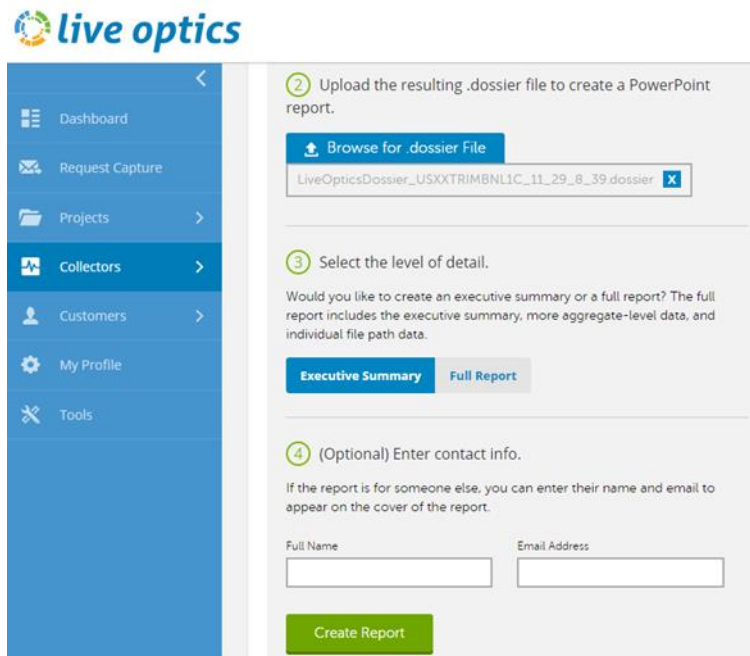 live optics
Dashboard
Request Capture
Projects
Collectors
Customers
My Profile
Tools
2 Upload the resulting .dossier file to create a PowerPoint
report.
Browse for .dossier File
LiveOpticsDossier_USXXTRIMBNL1C_11_29_8_39.dossier X
3 Select the level of detail.
Would you like to create an executive summary or a full report? The full
report includes the executive summary, more aggregate-level data, and
individual file path data.
Executive Summary Full Report
4 (Optional) Enter contact info.
If the report is for someone else, you can enter their name and email to
appear on the cover of the report.
Full Name Email Address
Create Report